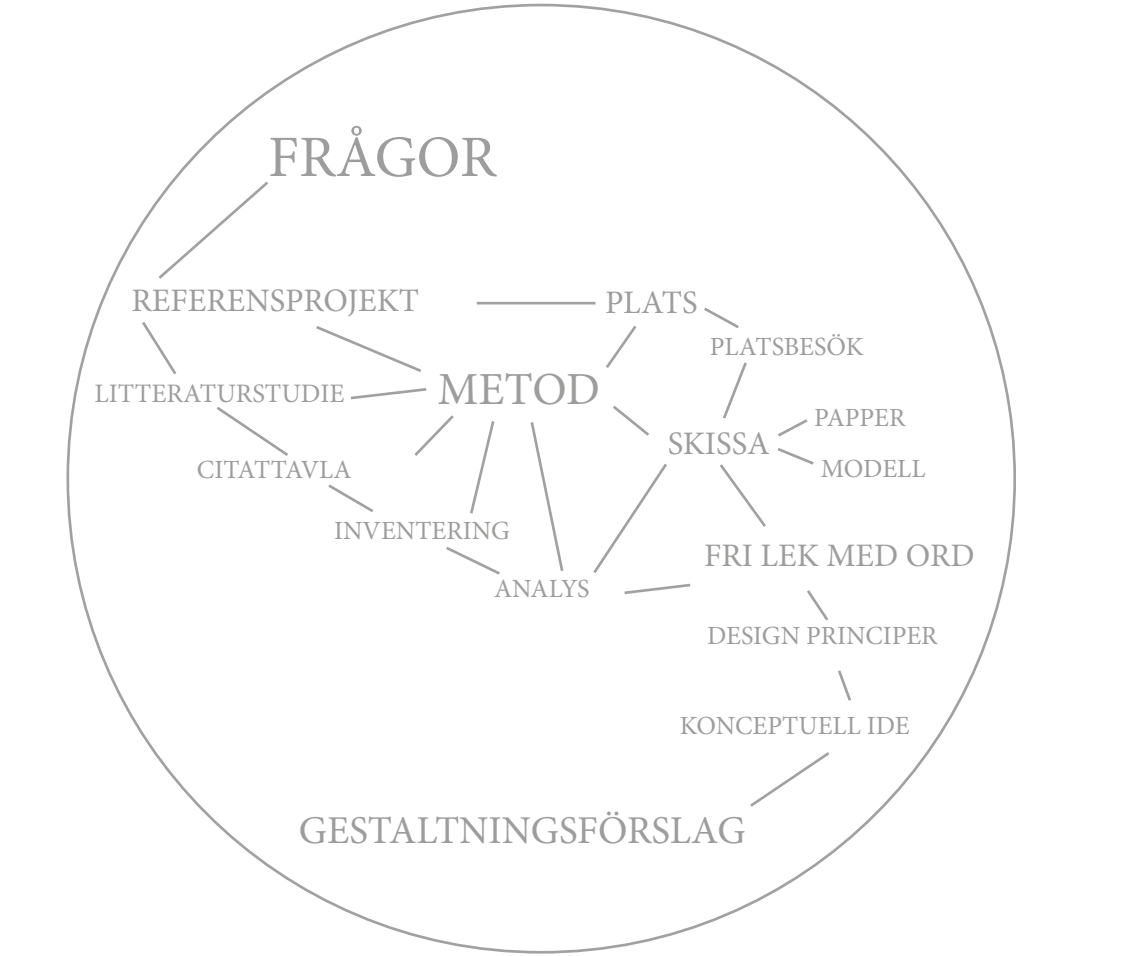 FRÅGOR
REFERENSPROJEKT
PLATS
PLATSBESÖK
METOD
LITTERATURSTUDIE
PAPPER
SKISSA
CITATTAVLA
MODELL
INVENTERING
FRI LEK MED ORD
ANALYS
DESIGN PRINCIPER
KONCEPTUELL IDE
GESTALTNINGSFÖRSLAG